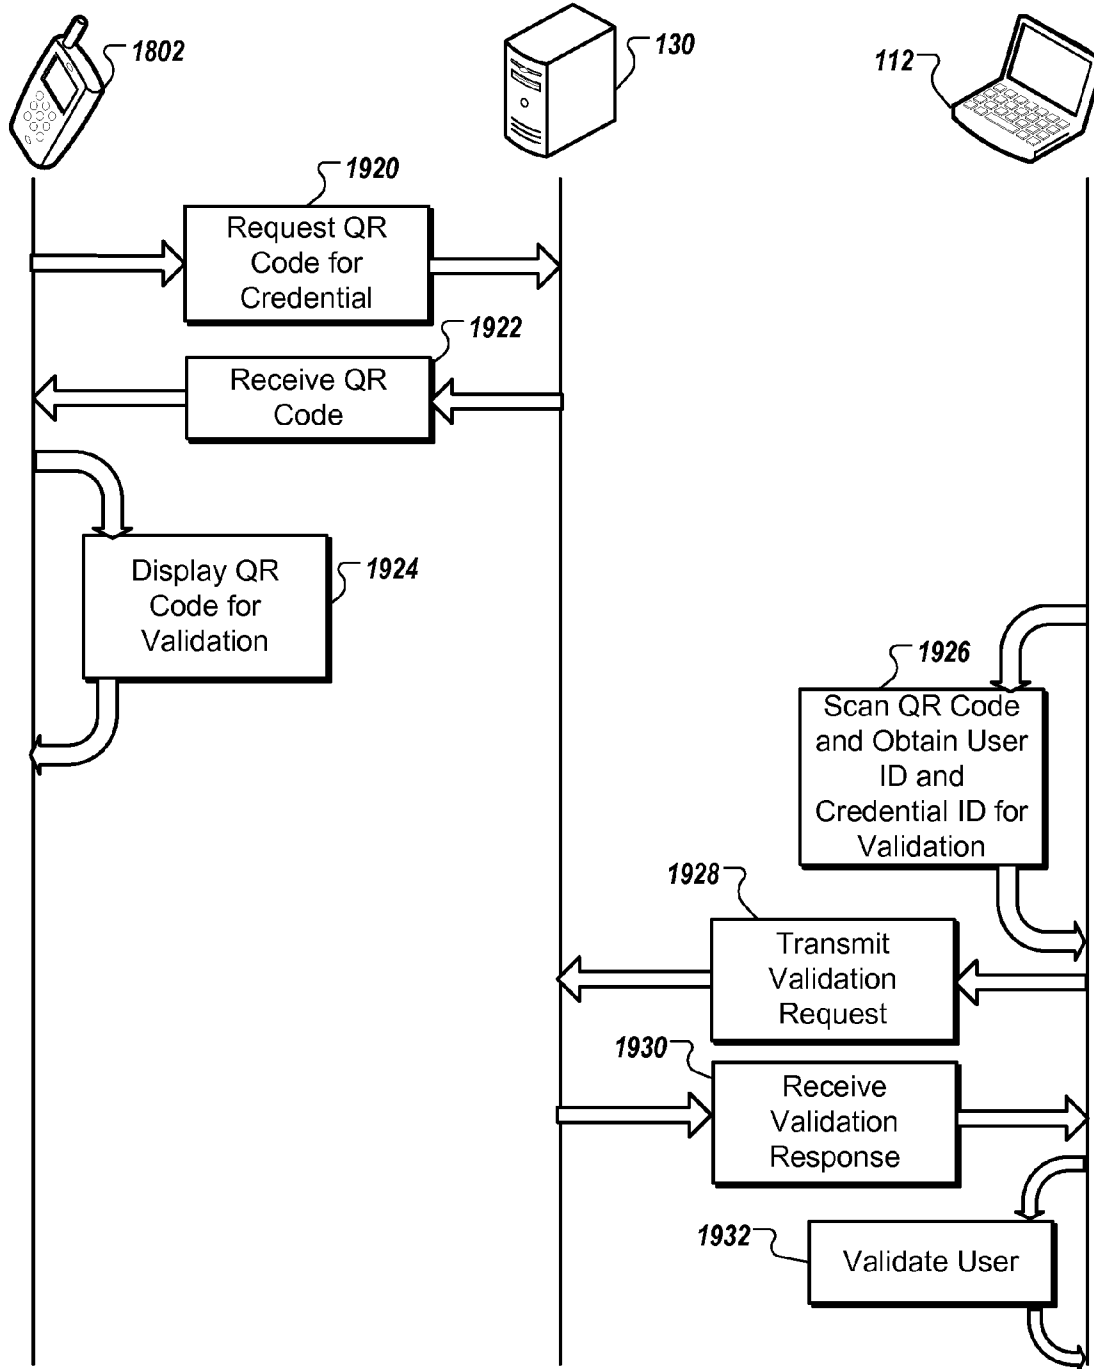 1802
130
112
1920
Request QR
Code for
Credential
1922
Receive QR
Code
Display QR
Code for
Validation
1924
1926
Scan QR Code
and Obtain User
ID and
Credential ID for
Validation
1928
Transmit
Validation
Request
1930
Receive
Validation
Response
1932
Validate User